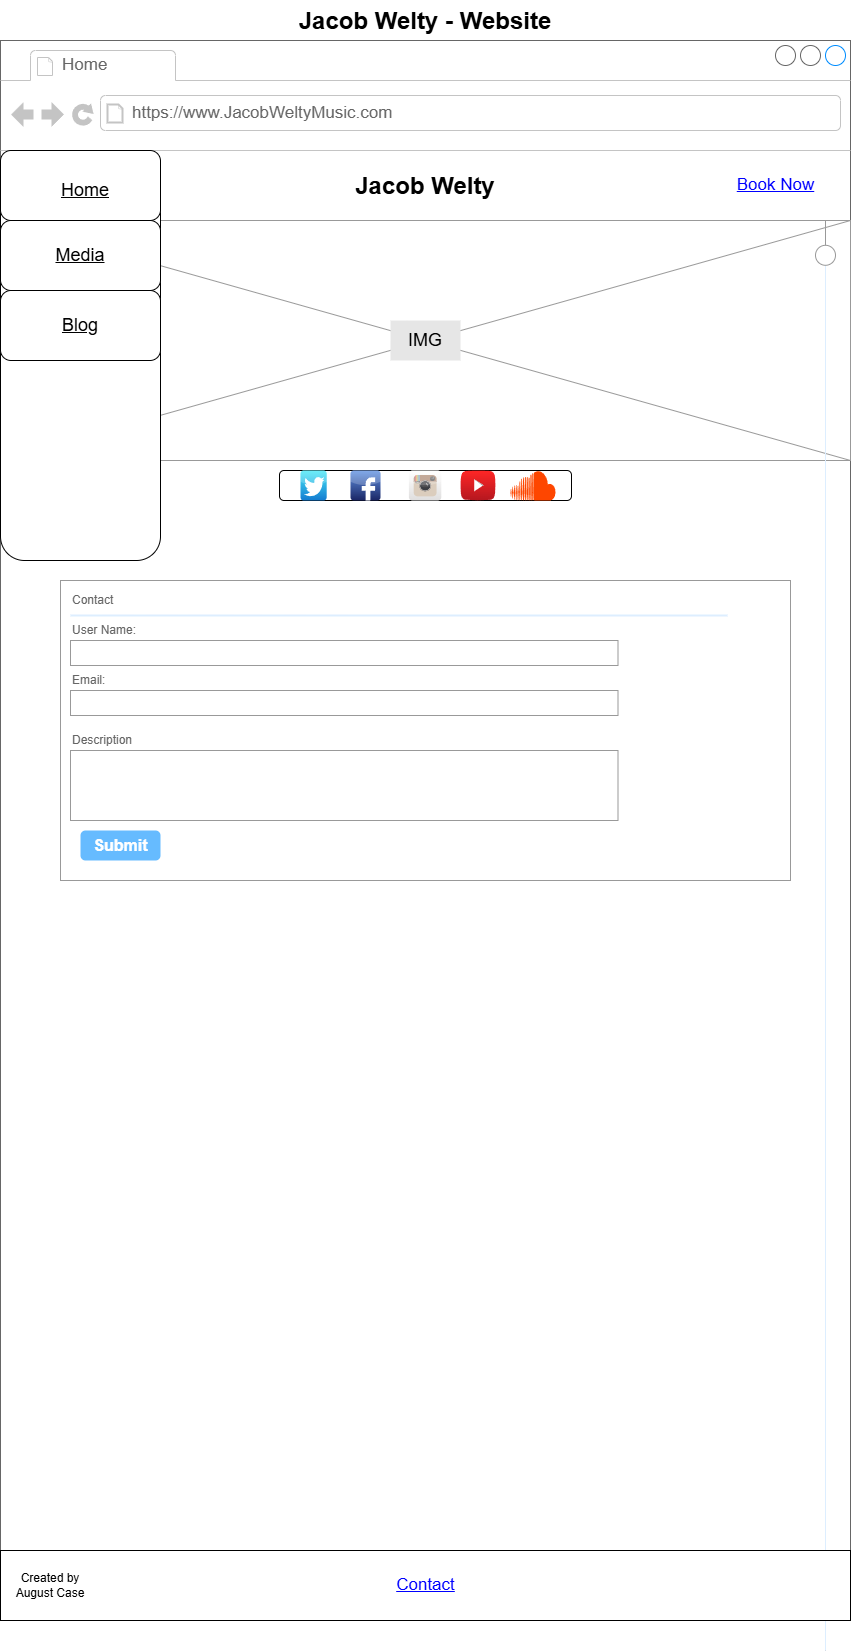 Jacob Welty - Website
Home
https://www.JacobWeltyMusic.com
Home
Jacob Welty
Book Now
Media
Blog
IMG
Contact
User Name:
Email:
Description
Submit
Created by
August Case
Contact